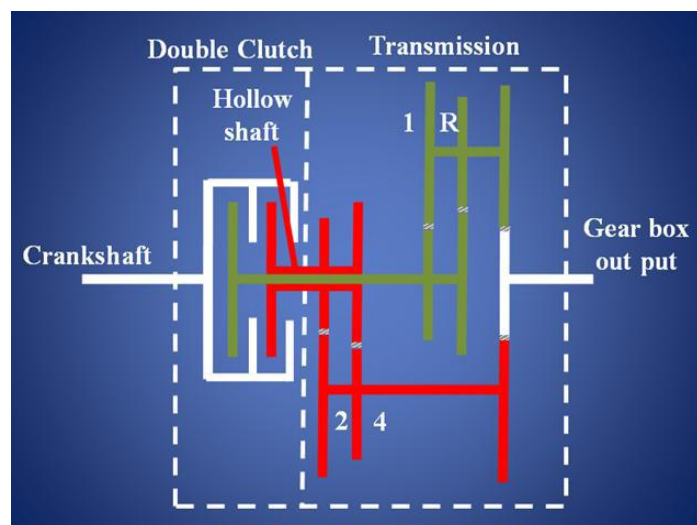 Double Clutch
Transmission
Hollow
shaft
1 R
Crankshaft
Gear box
out put
2 4